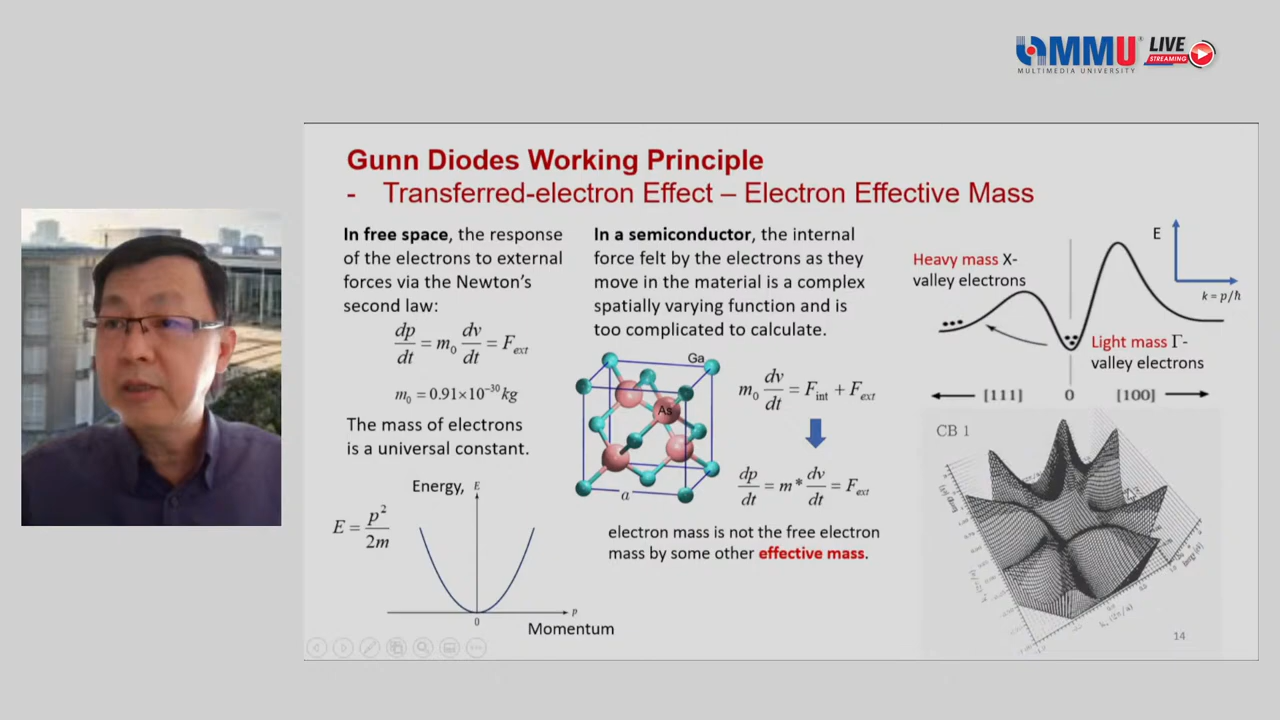 MMU
MULTIMEDIA UNIVERSITY
LIVE
STREAMING
Gunn Diodes Working Principle
- Transferred-electron Effect – Electron Effective Mass
In free space, the response
of the electrons to external
forces via the Newton's
second law:
dp/dt = m₀ dv/dt = F_ext
m₀ = 0.91×10⁻³⁰ kg
The mass of electrons
is a universal constant.
Energy, E
E = p²/2m
p
0
Momentum
In a semiconductor, the internal
force felt by the electrons as they
move in the material is a complex
spatially varying function and is
too complicated to calculate.
Ga
As
a
m₀ dv/dt = F_int + F_ext
dp/dt = m* dv/dt = F_ext
electron mass is not the free electron
mass by some other effective mass.
E
k = p/ħ
Heavy mass X-
valley electrons
Light mass Γ-
valley electrons
[111] 0 [100]
CB 1
14